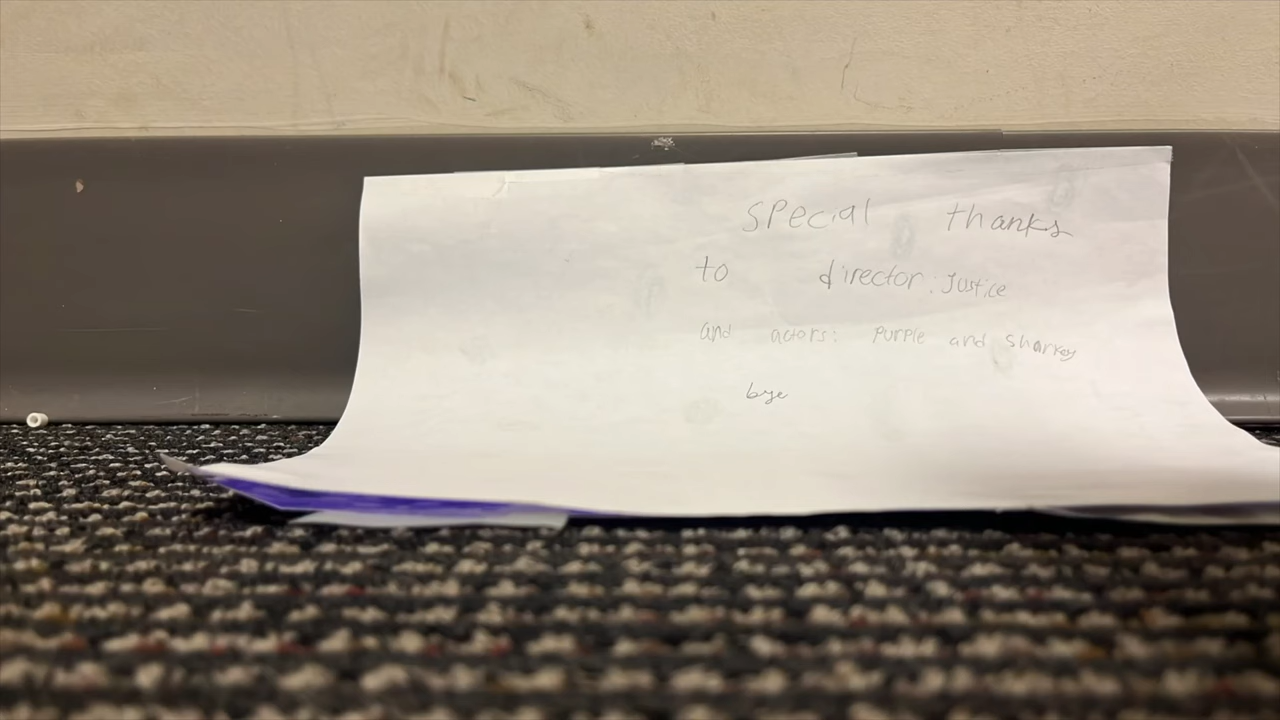 special thanks
to director: Justice
and actors: Purple and Sharkey
bye